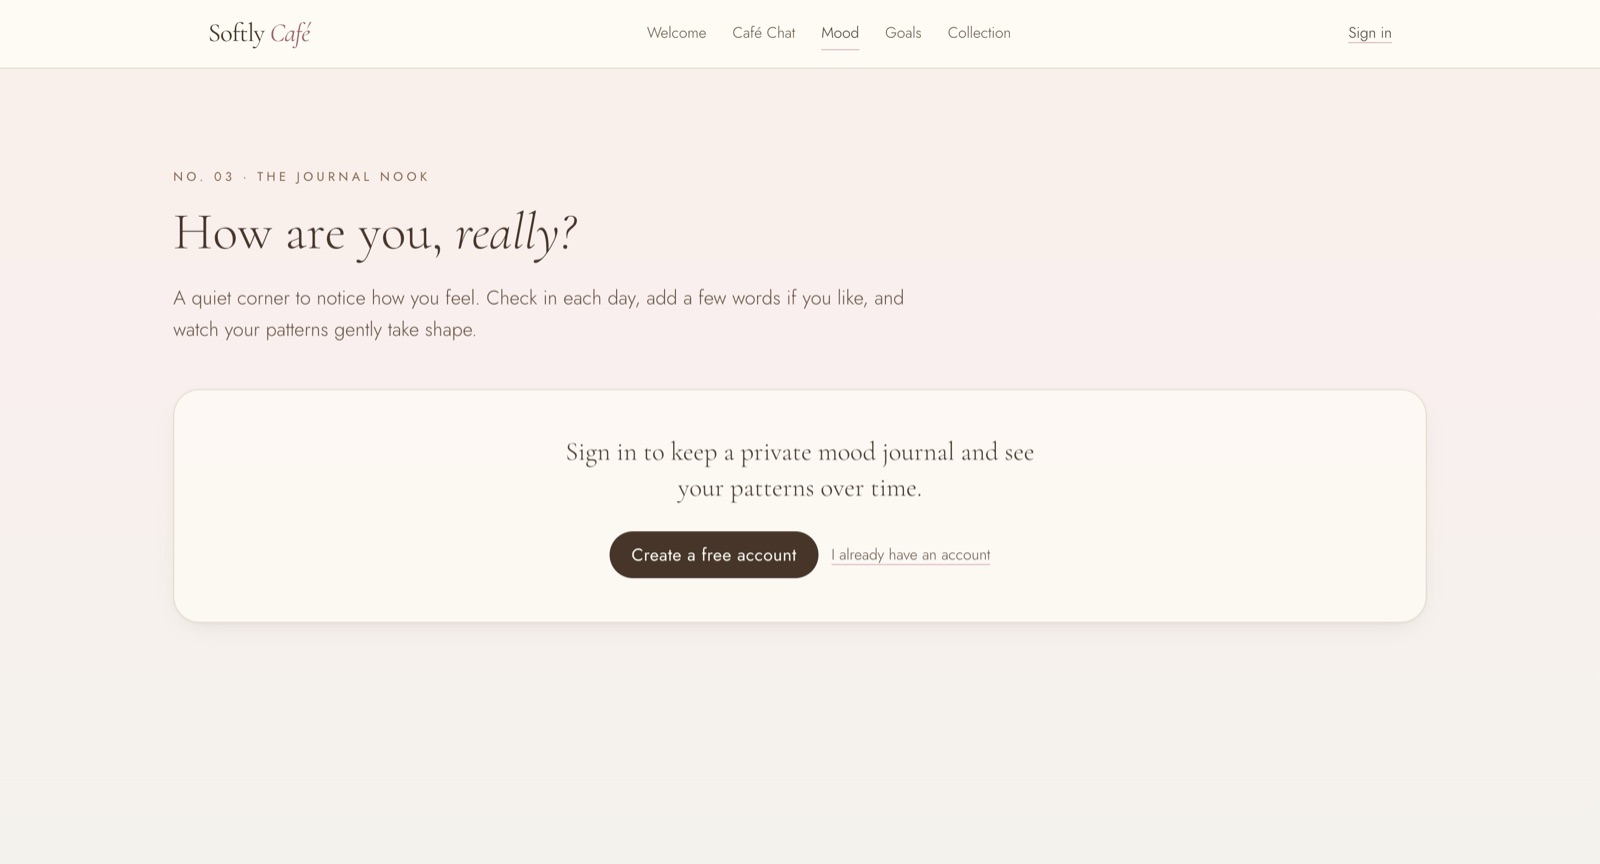 Softly Café
Welcome
Café Chat
Mood
Goals
Collection
Sign in
NO. 03 · THE JOURNAL NOOK
How are you, really?
A quiet corner to notice how you feel. Check in each day, add a few words if you like, and
watch your patterns gently take shape.
Sign in to keep a private mood journal and see
your patterns over time.
Create a free account
I already have an account